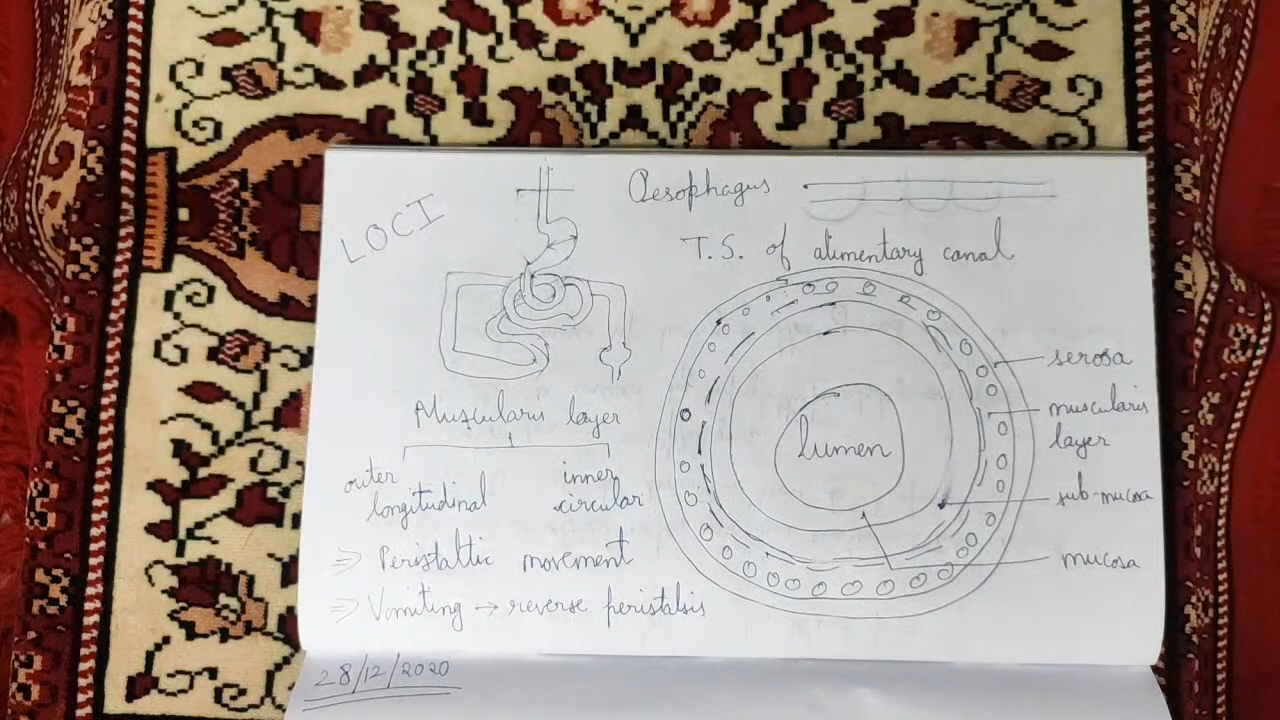 LOCI
Oesophagus
T.S. of alimentary canal
serosa
muscularis
layer
sub-mucosa
mucosa
lumen
Muscularis layer
outer
longitudinal
inner
circular
⇒ Peristaltic movement
⇒ Vomiting → reverse peristalsis
28/12/2020